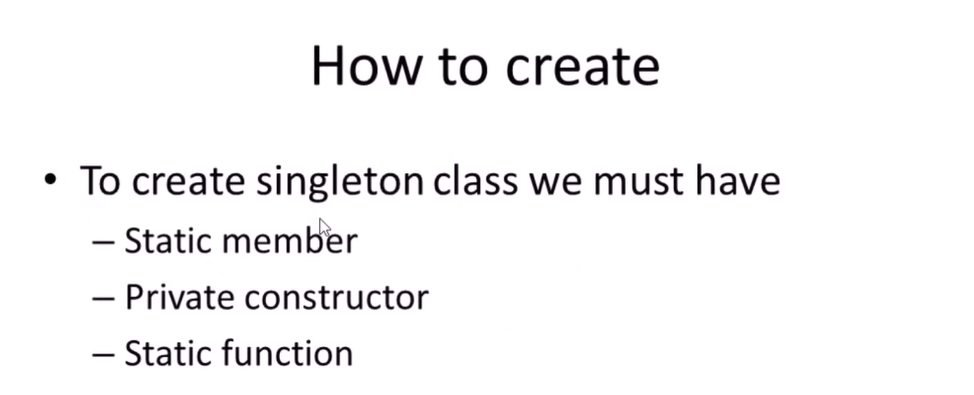 How to create
• To create singleton class we must have
– Static member
– Private constructor
– Static function